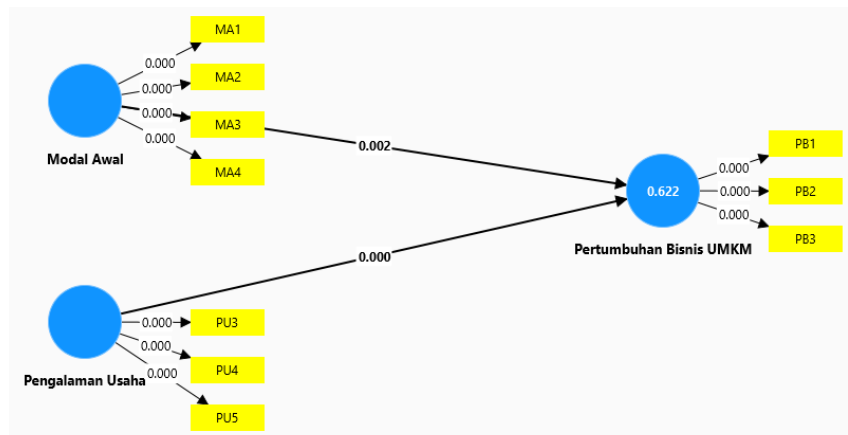 MA1
0.000
MA2
0.000
MA3
0.000
MA4
0.000
Modal Awal
0.002
0.622
Pertumbuhan Bisnis UMKM
PB1
0.000
PB2
0.000
PB3
0.000
0.000
Pengalaman Usaha
PU3
0.000
PU4
0.000
PU5
0.000